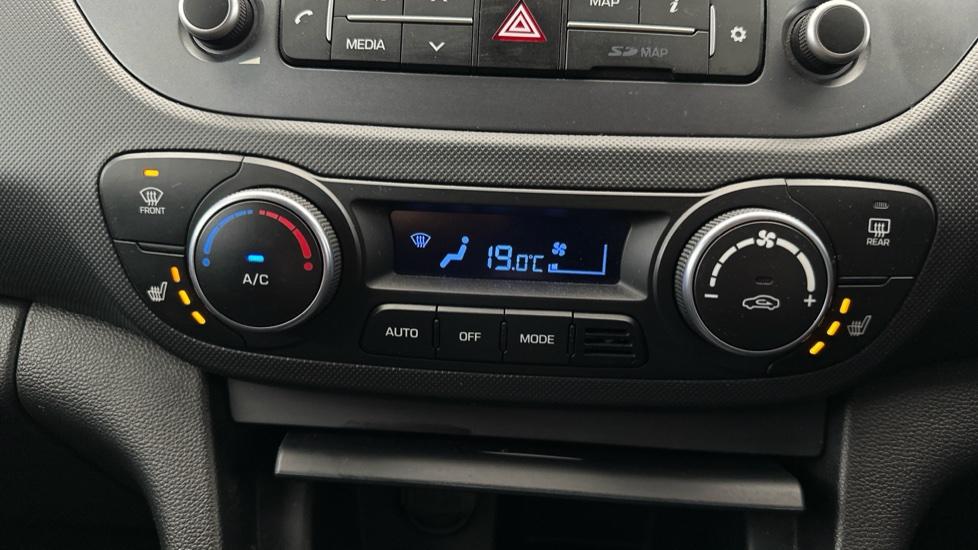 MAP
MEDIA
SD MAP
FRONT
A/C
19.0°C
REAR
AUTO
OFF
MODE